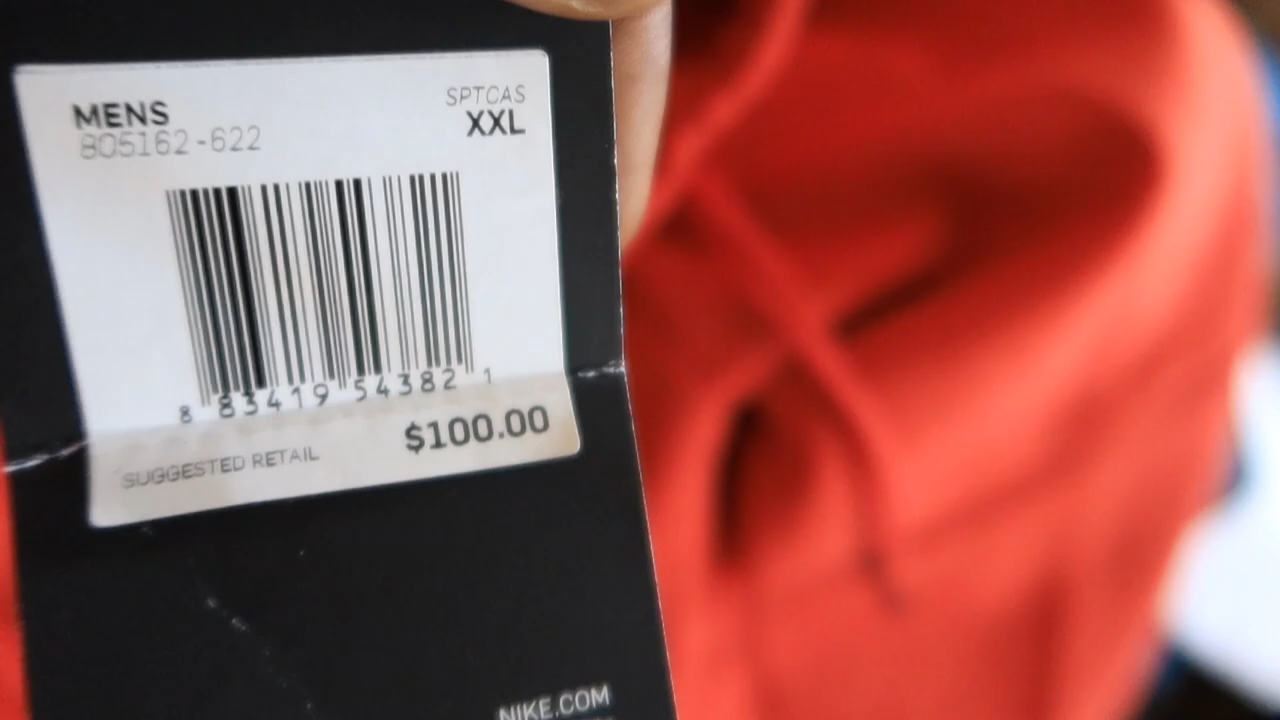 MENS
805162-622
SPTCAS
XXL
8 83419 54382 1
SUGGESTED RETAIL
$100.00
NIKE.COM